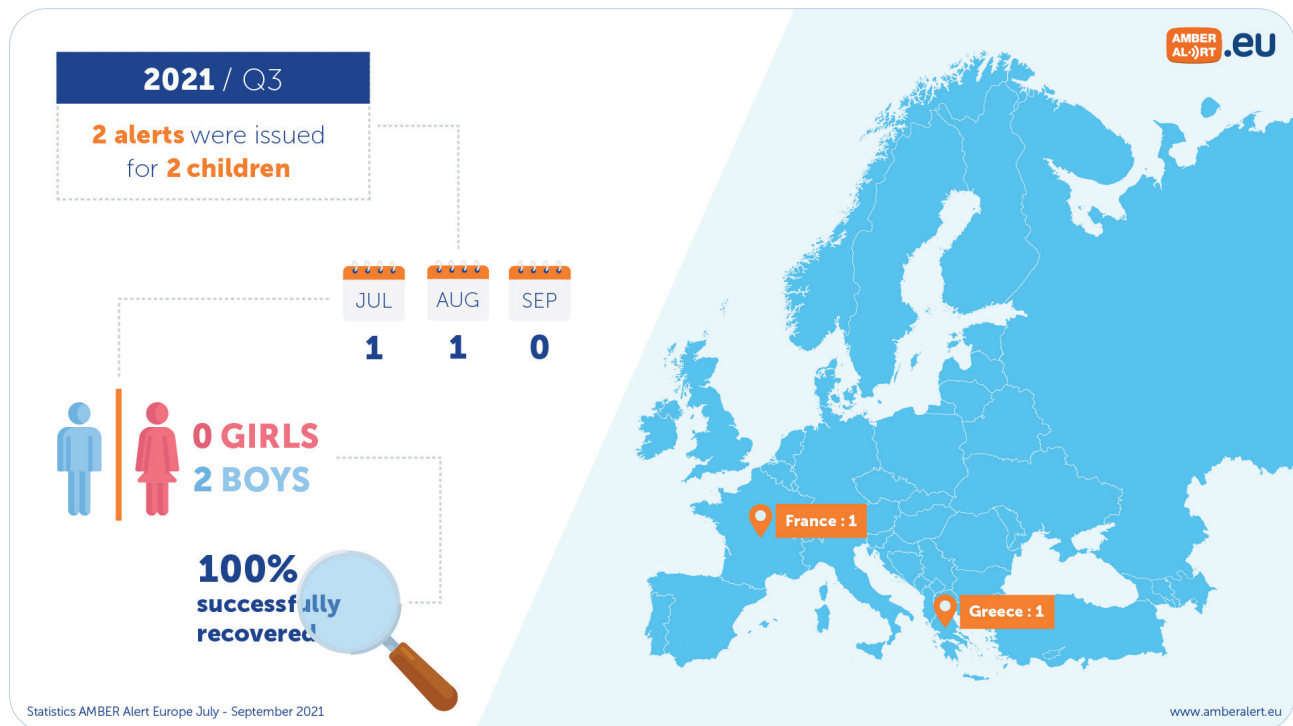 2021 / Q3
2 alerts were issued
for 2 children
JUL
AUG
SEP
1
1
0
0 GIRLS
2 BOYS
100%
successfully
recovered
AMBER
AL·))RT
.eu
France : 1
Greece : 1
Statistics AMBER Alert Europe July - September 2021
www.amberalert.eu